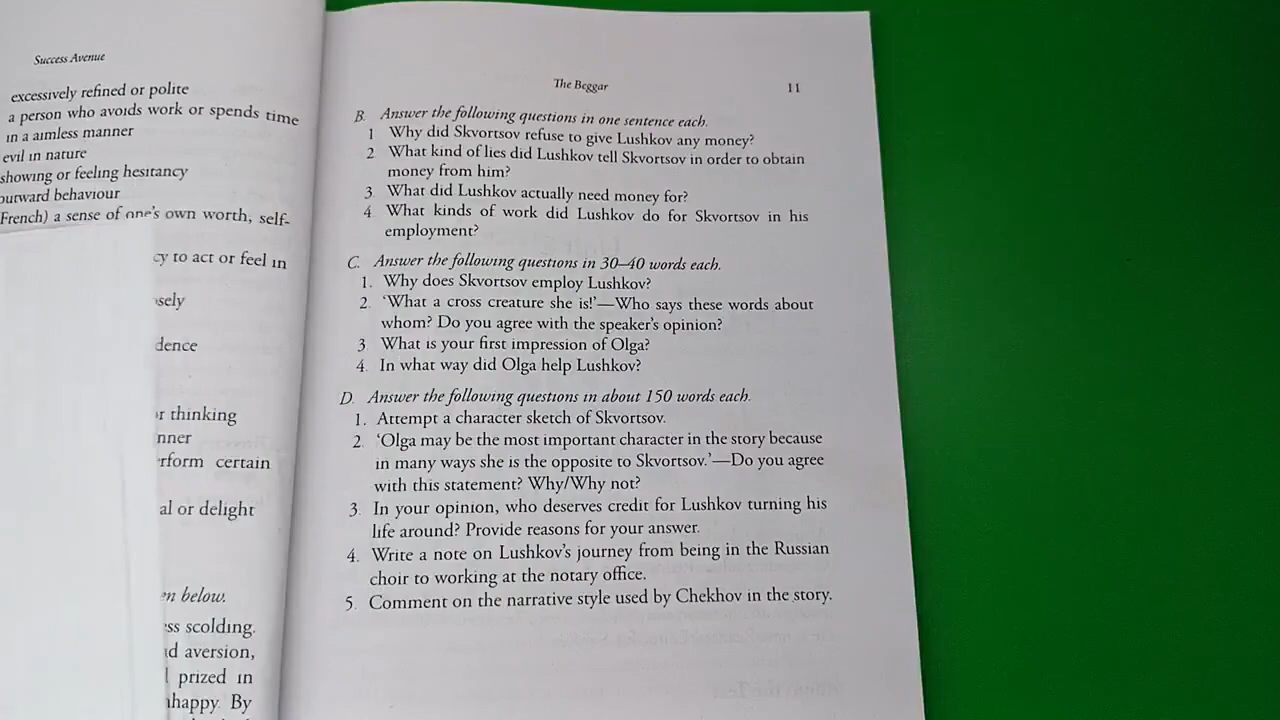 Success Avenue
excessively refined or polite
a person who avoids work or spends time
in a aimless manner
evil in nature
showing or feeling hesitancy
outward behaviour
French) a sense of one's own worth, self-
cy to act or feel in
sely
dence
r thinking
nner
rform certain
al or delight
en below.
ss scolding.
d aversion,
prized in
nhappy. By
The Beggar 11
B. Answer the following questions in one sentence each.
1 Why did Skvortsov refuse to give Lushkov any money?
2 What kind of lies did Lushkov tell Skvortsov in order to obtain
money from him?
3 What did Lushkov actually need money for?
4. What kinds of work did Lushkov do for Skvortsov in his
employment?
C. Answer the following questions in 30–40 words each.
1. Why does Skvortsov employ Lushkov?
2. 'What a cross creature she is!'—Who says these words about
whom? Do you agree with the speaker's opinion?
3 What is your first impression of Olga?
4. In what way did Olga help Lushkov?
D. Answer the following questions in about 150 words each.
1. Attempt a character sketch of Skvortsov.
2. 'Olga may be the most important character in the story because
in many ways she is the opposite to Skvortsov.'—Do you agree
with this statement? Why/Why not?
3. In your opinion, who deserves credit for Lushkov turning his
life around? Provide reasons for your answer.
4. Write a note on Lushkov's journey from being in the Russian
choir to working at the notary office.
5. Comment on the narrative style used by Chekhov in the story.